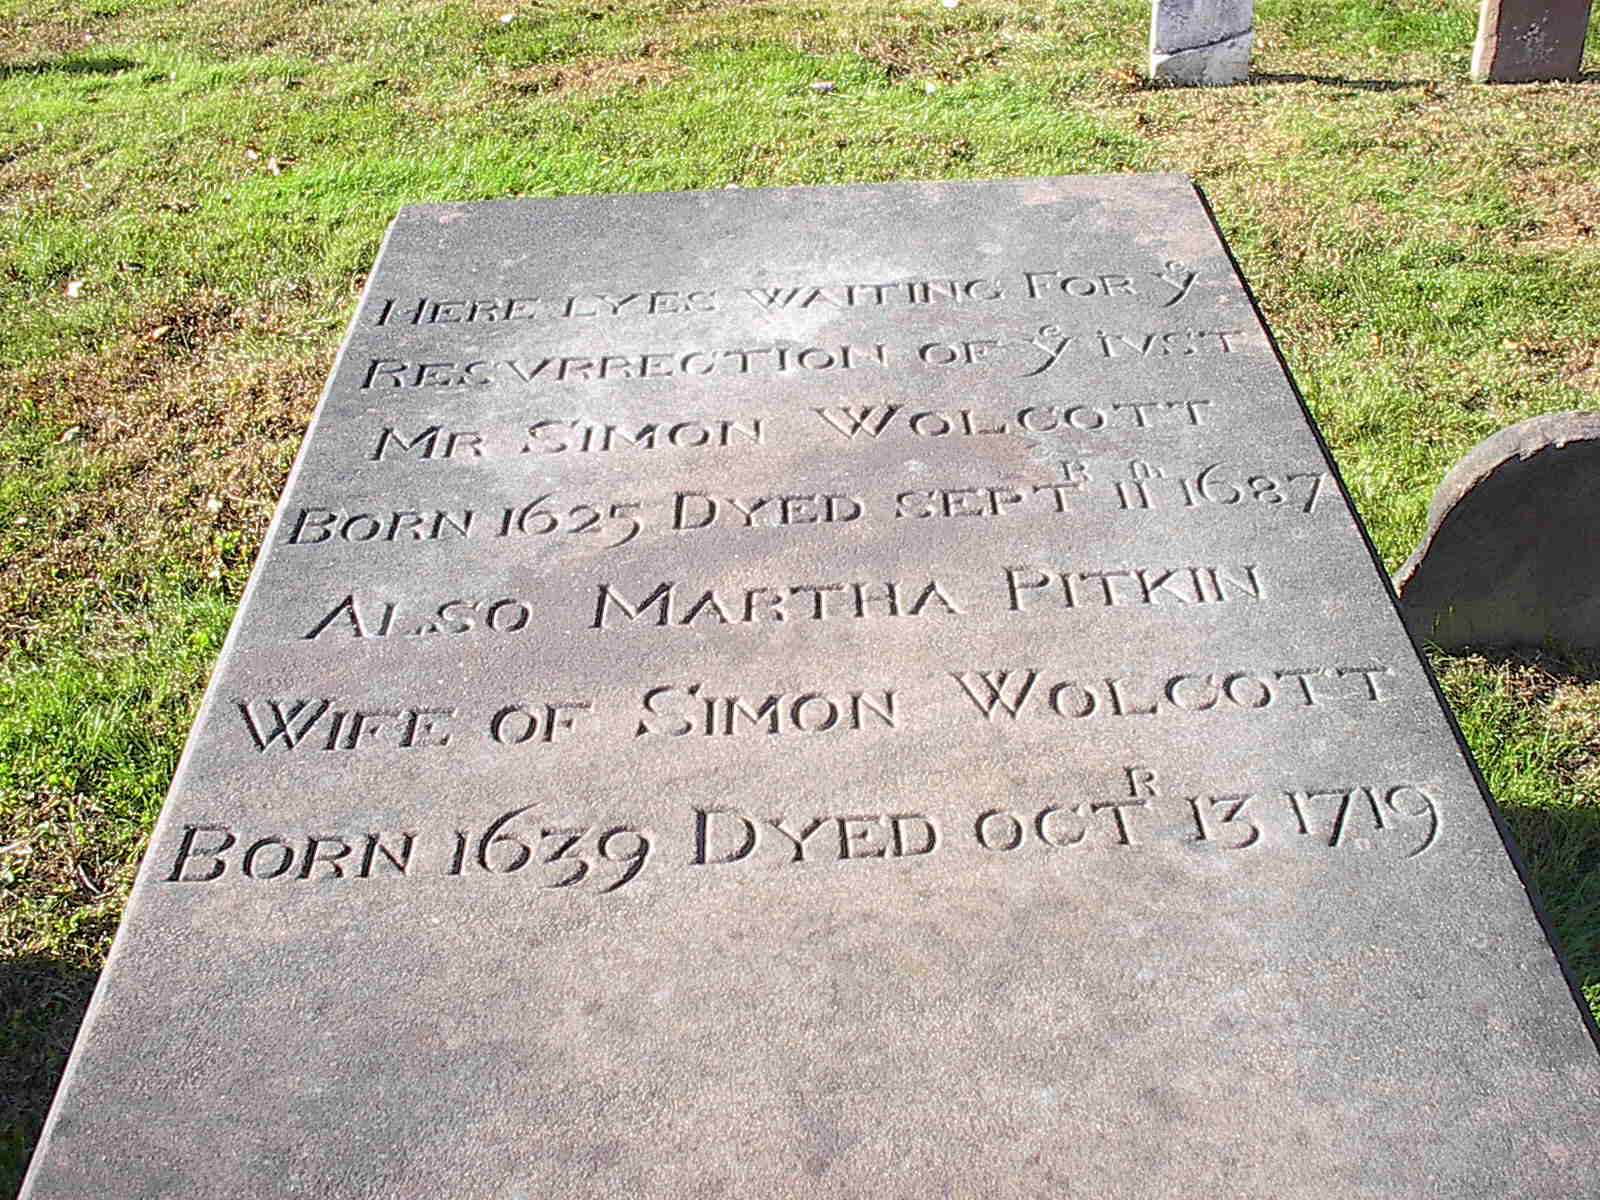 HERE LYES WAITING FOR Yᵉ
RESVRRECTION OF Yᵉ IVST
MR SIMON WOLCOTT
BORN 1625 DYED SEPTᴿ 11ᵗʰ 1687
ALSO MARTHA PITKIN
WIFE OF SIMON WOLCOTT
BORN 1639 DYED OCTᴿ 13 1719